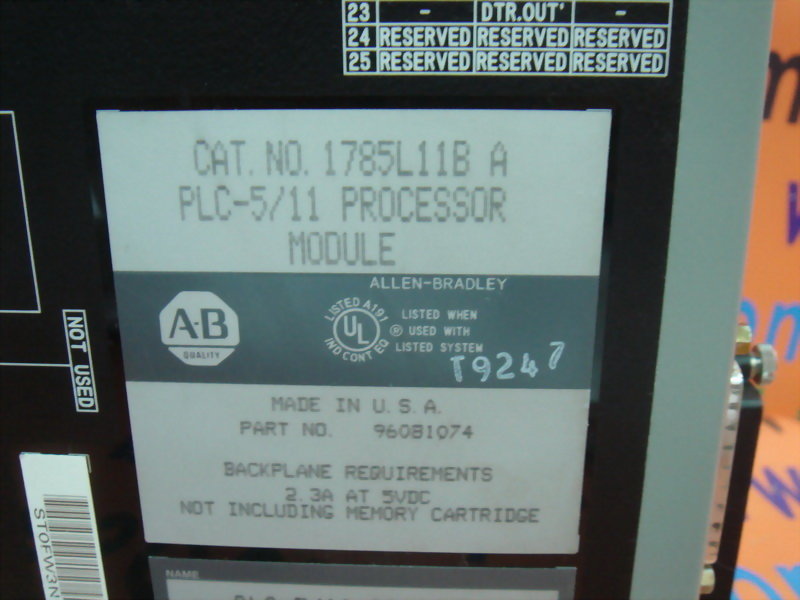 23 - DTR.OUT' -
24 RESERVED RESERVED RESERVED
25 RESERVED RESERVED RESERVED
CAT. NO. 1785L11B A
PLC-5/11 PROCESSOR
MODULE
ALLEN-BRADLEY
A-B
QUALITY
LISTED A191
UL
IND CONT EQ
®
LISTED WHEN
USED WITH
LISTED SYSTEM
T9247
NOT USED
MADE IN U.S.A.
PART NO. 96081074
BACKPLANE REQUIREMENTS
2.3A AT 5VDC
NOT INCLUDING MEMORY CARTRIDGE
STOFW3N
NAME